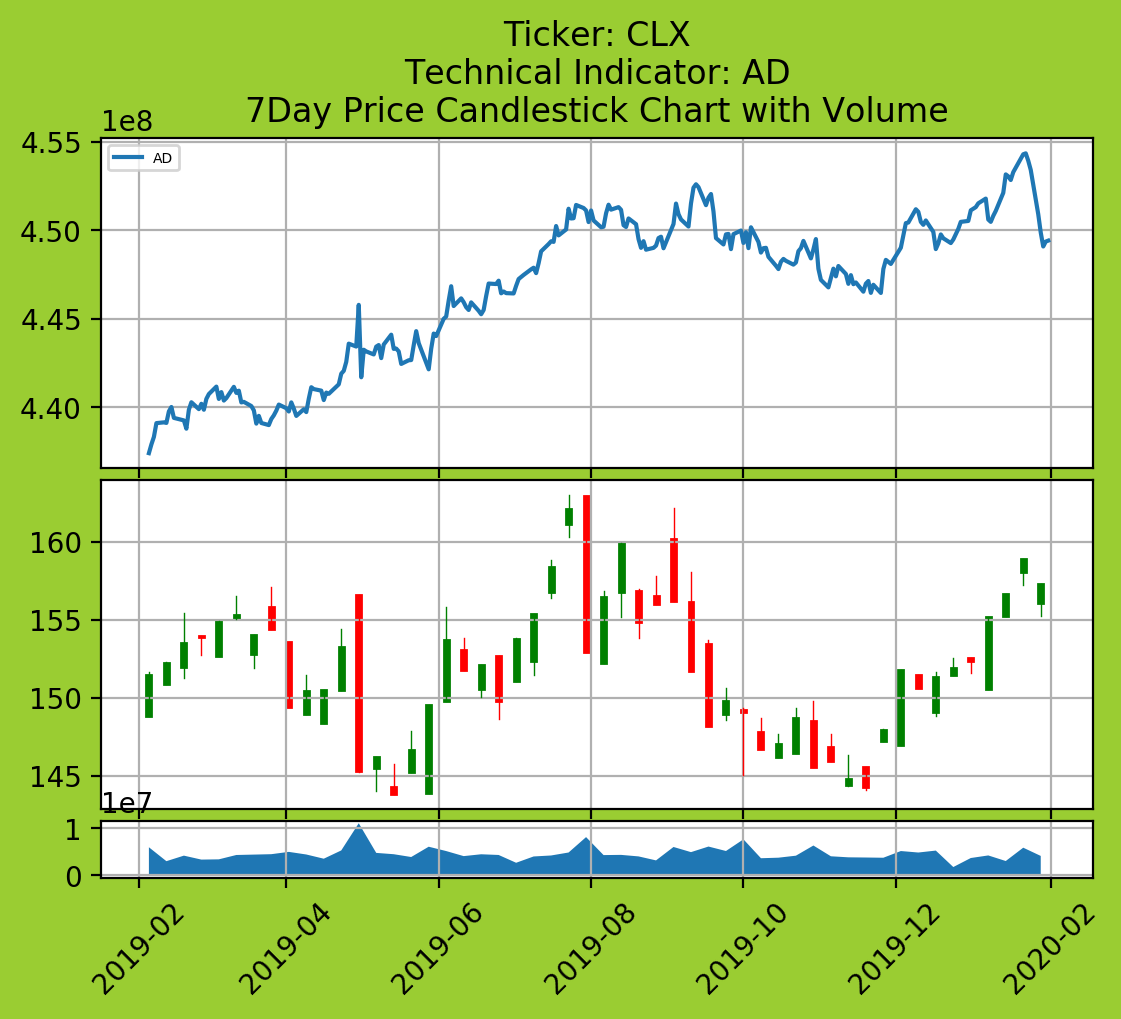 Ticker: CLX
Technical Indicator: AD
7Day Price Candlestick Chart with Volume
1e8
4.55
AD
4.50
4.45
4.40
160
155
150
145
1e7
1
0
2019-02
2019-04
2019-06
2019-08
2019-10
2019-12
2020-02